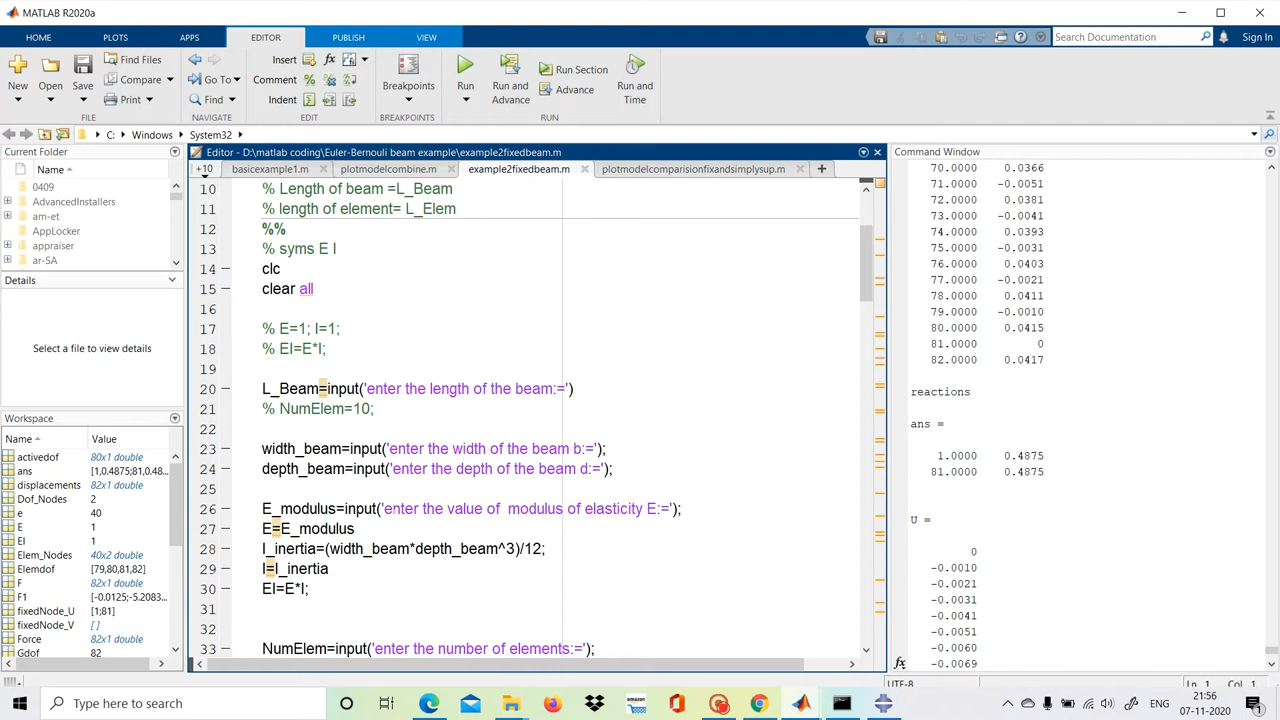 MATLAB R2020a
HOME PLOTS APPS EDITOR PUBLISH VIEW Search Documentation Sign In
New Open Save Find Files Compare Print Go To Find Insert Comment Indent Breakpoints Run Run and Advance Run Section Advance Run and Time
FILE NAVIGATE EDIT BREAKPOINTS RUN
C: Windows System32
Current Folder
Name
0409
AdvancedInstallers
am-et
AppLocker
appraiser
ar-SA
Details
Select a file to view details
Workspace
Name Value
activedof 80x1 double
ans [1,0.4875;81,0.48...
displacements 82x1 double
Dof_Nodes 2
e 40
E 1
EI 1
Elem_Nodes 40x2 double
Elemdof [79,80,81,82]
F 82x1 double
F1 [-0.0125;-5.2083...
fixedNode_U [1;81]
fixedNode_V [ ]
Force 82x1 double
Gdof 82
Editor - D:\matlab coding\Euler-Bernouli beam example\example2fixedbeam.m
+10 basicexample1.m plotmodelcombine.m example2fixedbeam.m plotmodelcomparisionfixandsimplysup.m
10 % Length of beam =L_Beam
11 % length of element= L_Elem
12 %%
13 % syms E I
14 clc
15 clear all
16
17 % E=1; I=1;
18 % EI=E*I;
19
20 L_Beam=input('enter the length of the beam:=')
21 % NumElem=10;
22
23 width_beam=input('enter the width of the beam b:=');
24 depth_beam=input('enter the depth of the beam d:=');
25
26 E_modulus=input('enter the value of  modulus of elasticity E:=');
27 E=E_modulus
28 I_inertia=(width_beam*depth_beam^3)/12;
29 I=I_inertia
30 EI=E*I;
31
32
33 NumElem=input('enter the number of elements:=');
Command Window
70.0000 0.0366
71.0000 -0.0051
72.0000 0.0381
73.0000 -0.0041
74.0000 0.0393
75.0000 -0.0031
76.0000 0.0403
77.0000 -0.0021
78.0000 0.0411
79.0000 -0.0010
80.0000 0.0415
81.0000 0
82.0000 0.0417
reactions
ans =
1.0000 0.4875
81.0000 0.4875
U =
0
-0.0010
-0.0021
-0.0031
-0.0041
-0.0051
-0.0060
-0.0069
fx
UTF-8 Ln 1 Col 1
Type here to search
amazon
ENG
21:56
07-11-2020